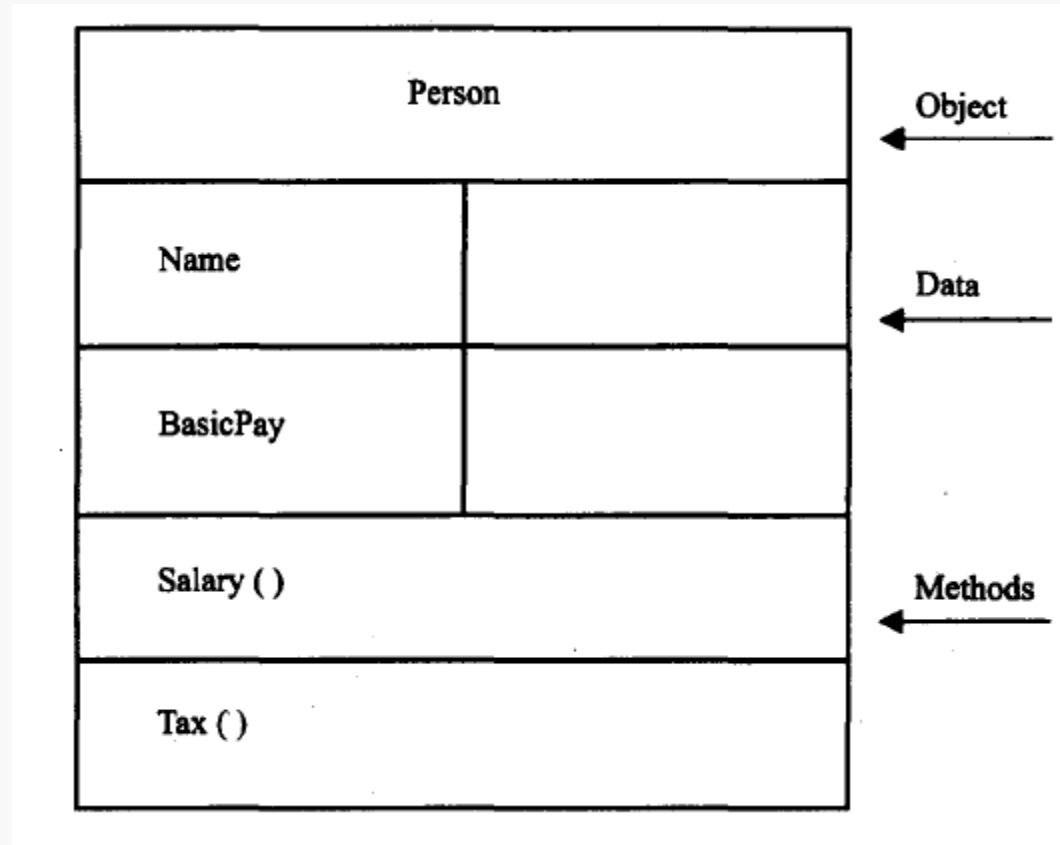 Person
Object
Name
Data
BasicPay
Salary ( )
Methods
Tax ( )